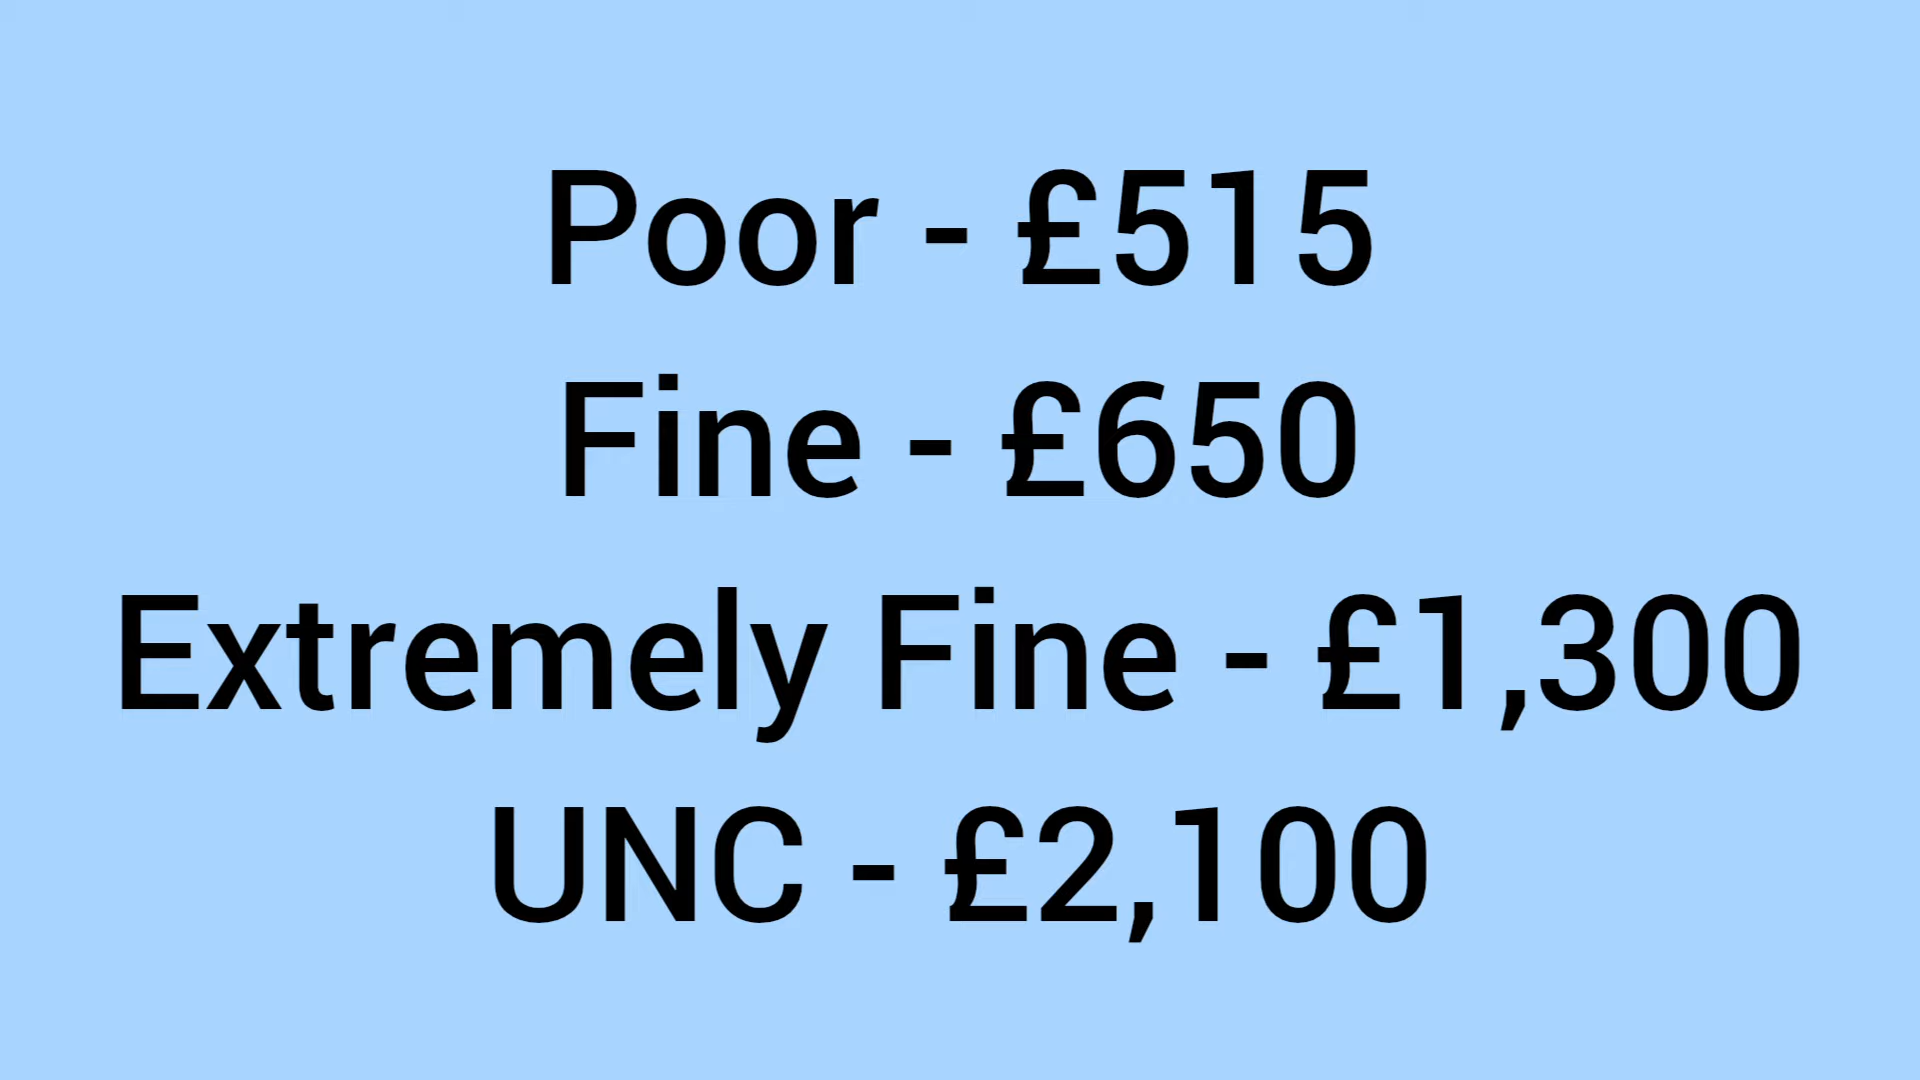 Poor - £515
Fine - £650
Extremely Fine - £1,300
UNC - £2,100